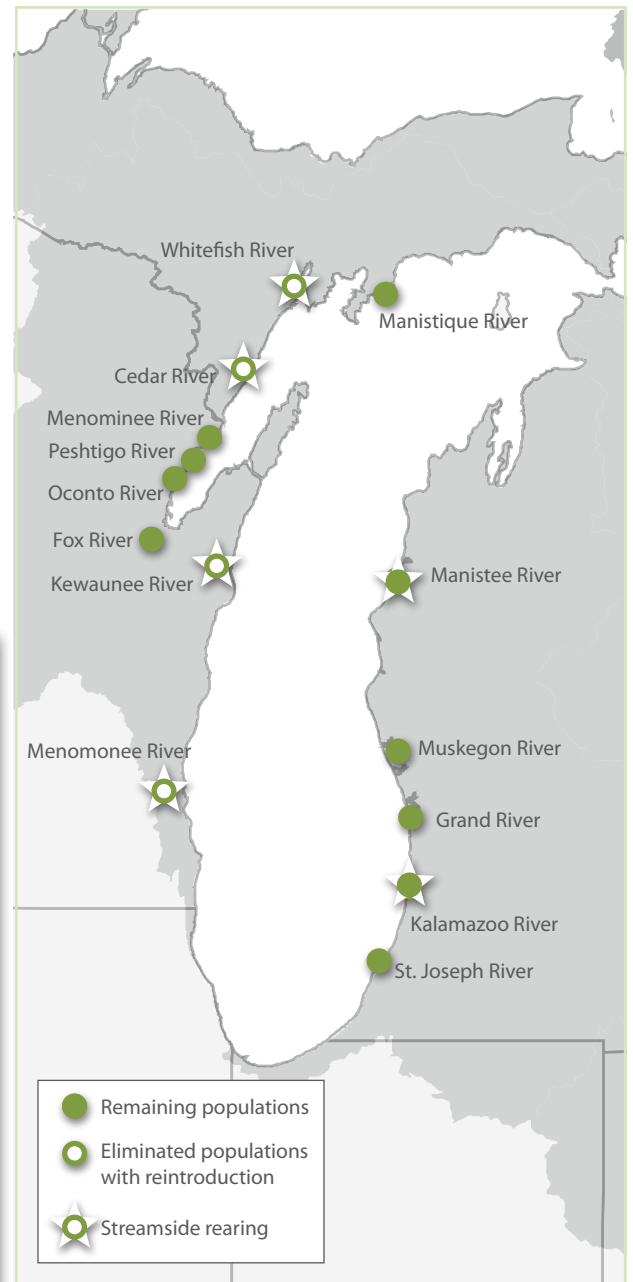 Whitefish River
Manistique River
Cedar River
Menominee River
Peshtigo River
Oconto River
Fox River
Kewaunee River
Manistee River
Muskegon River
Menomonee River
Grand River
Kalamazoo River
St. Joseph River
Remaining populations
Eliminated populations
with reintroduction
Streamside rearing